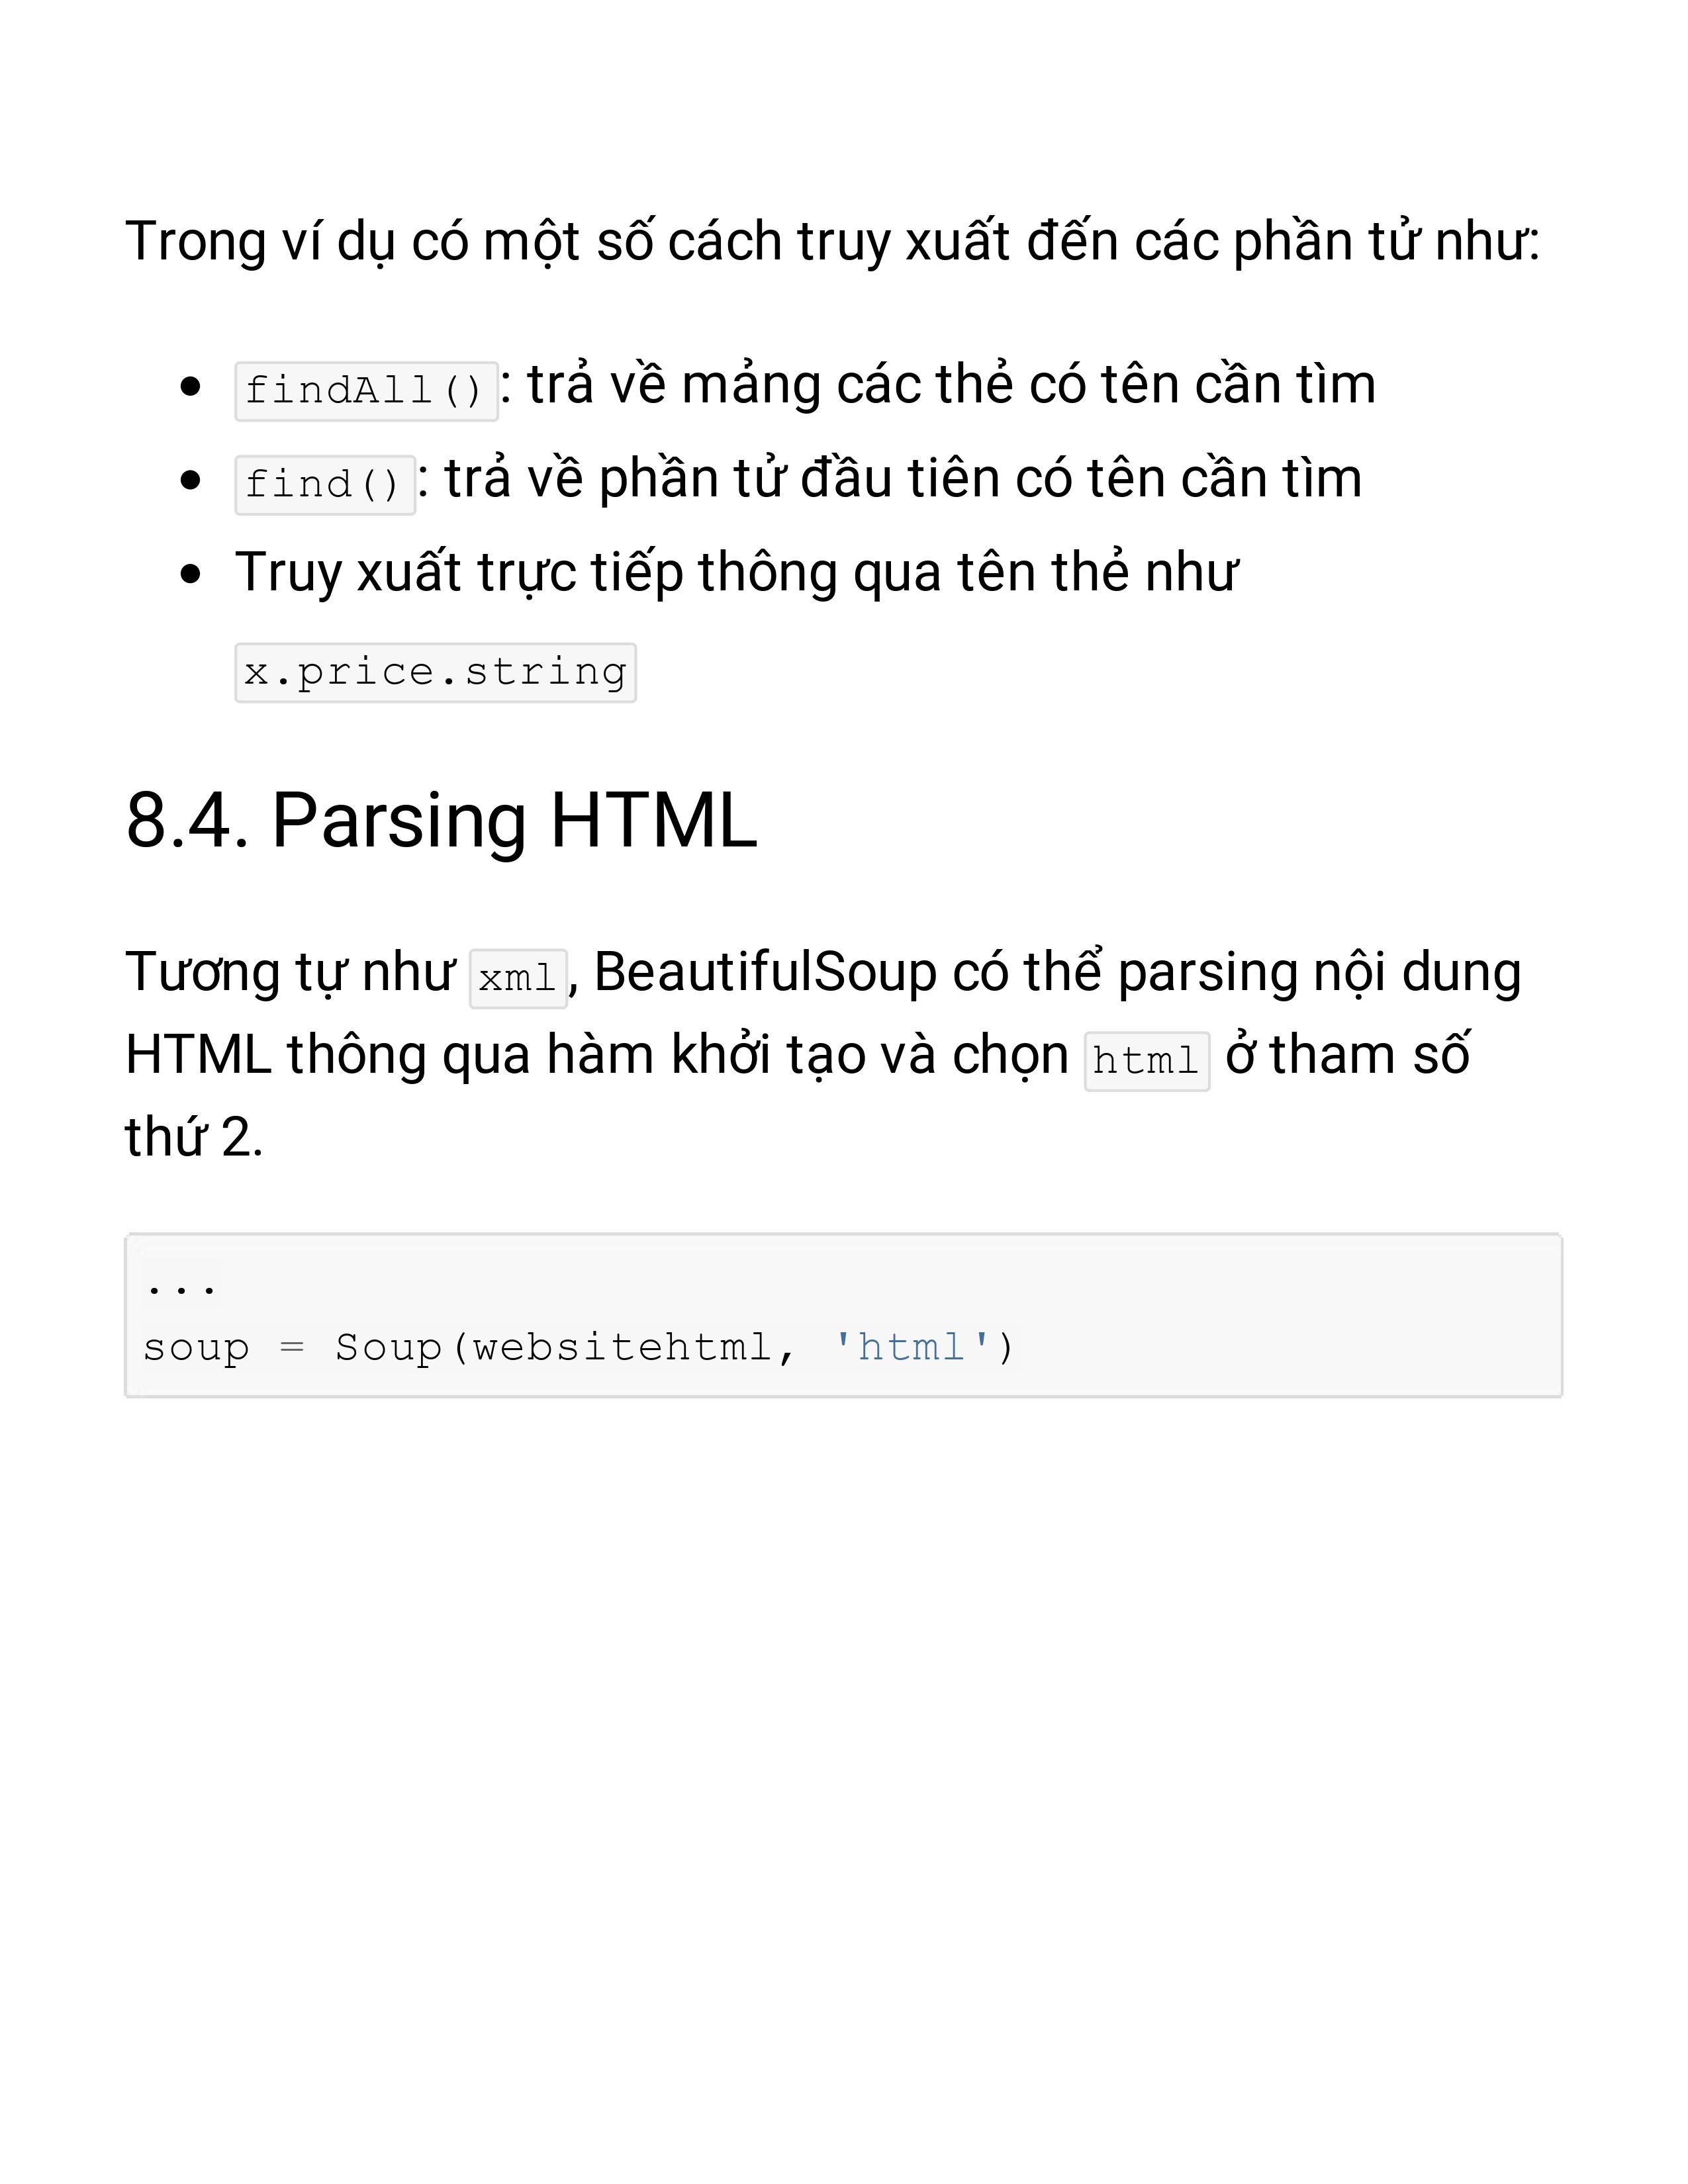 Trong ví dụ có một số cách truy xuất đến các phần tử như:
• findAll(): trả về mảng các thẻ có tên cần tìm
• find(): trả về phần tử đầu tiên có tên cần tìm
• Truy xuất trực tiếp thông qua tên thẻ như
x.price.string
8.4. Parsing HTML
Tương tự như xml, BeautifulSoup có thể parsing nội dung
HTML thông qua hàm khởi tạo và chọn html ở tham số
thứ 2.
...
soup = Soup(websitehtml, 'html')